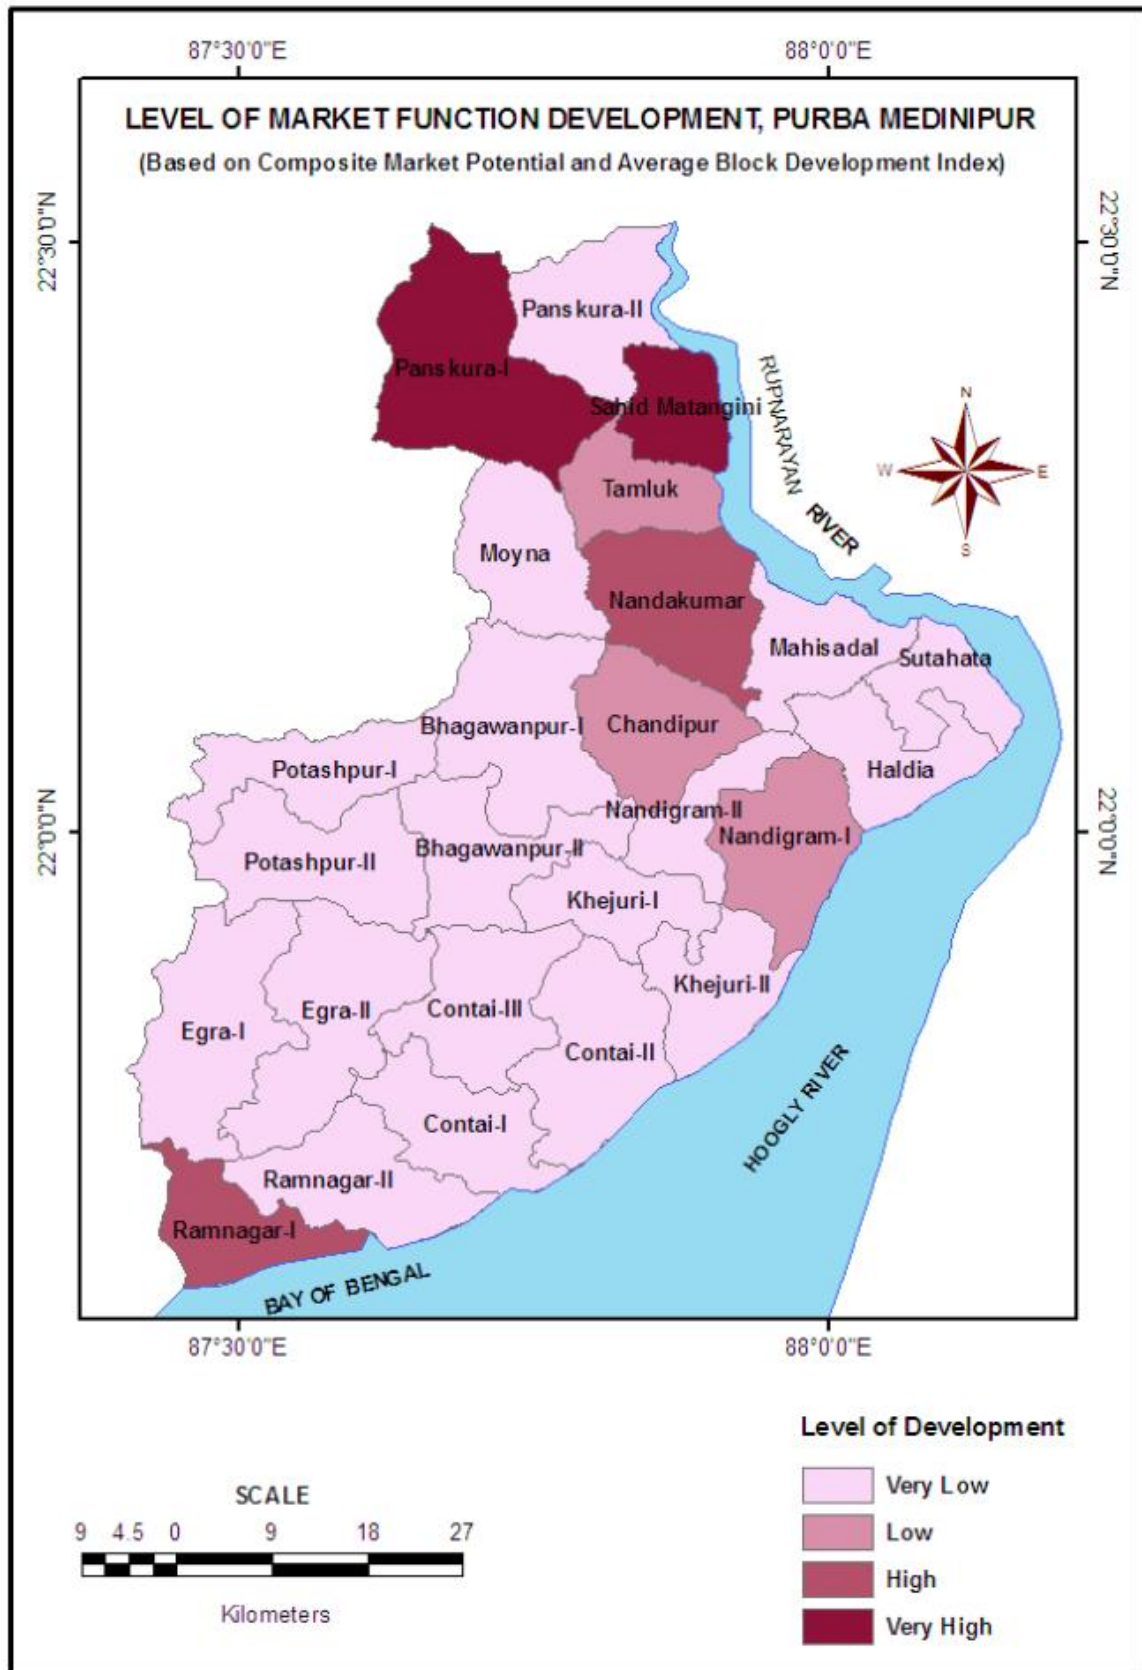 87°30'0"E 88°0'0"E
LEVEL OF MARKET FUNCTION DEVELOPMENT, PURBA MEDINIPUR
(Based on Composite Market Potential and Average Block Development Index)
22°30'0"N
22°30'0"N
Panskura-II
Panskura-I
Sahid Matangini
RUPNARAYAN RIVER
N
W
E
S
Tamluk
Moyna
Nandakumar
Mahisadal
Sutahata
Bhagawanpur-I
Chandipur
Potashpur-I
Haldia
Nandigram-II
22°0'0"N
22°0'0"N
Nandigram-I
Bhagawanpur-II
Potashpur-II
Khejuri-I
Khejuri-II
Egra-II
Contai-III
Egra-I
Contai-II
HOOGLY RIVER
Contai-I
Ramnagar-II
Ramnagar-I
BAY OF BENGAL
87°30'0"E 88°0'0"E
Level of Development
Very Low
Low
High
Very High
SCALE
9 4.5 0 9 18 27
Kilometers